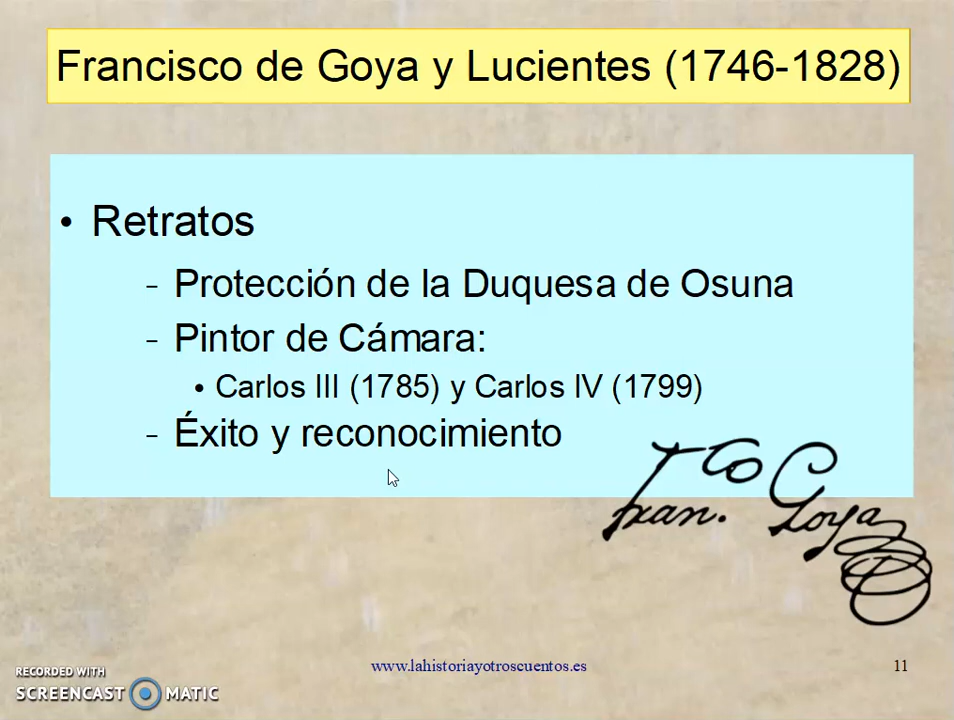 Francisco de Goya y Lucientes (1746-1828)
• Retratos
- Protección de la Duquesa de Osuna
- Pintor de Cámara:
• Carlos III (1785) y Carlos IV (1799)
- Éxito y reconocimiento
Fran.co Goya
www.lahistoriayotroscuentos.es
11
RECORDED WITH
SCREENCAST MATIC